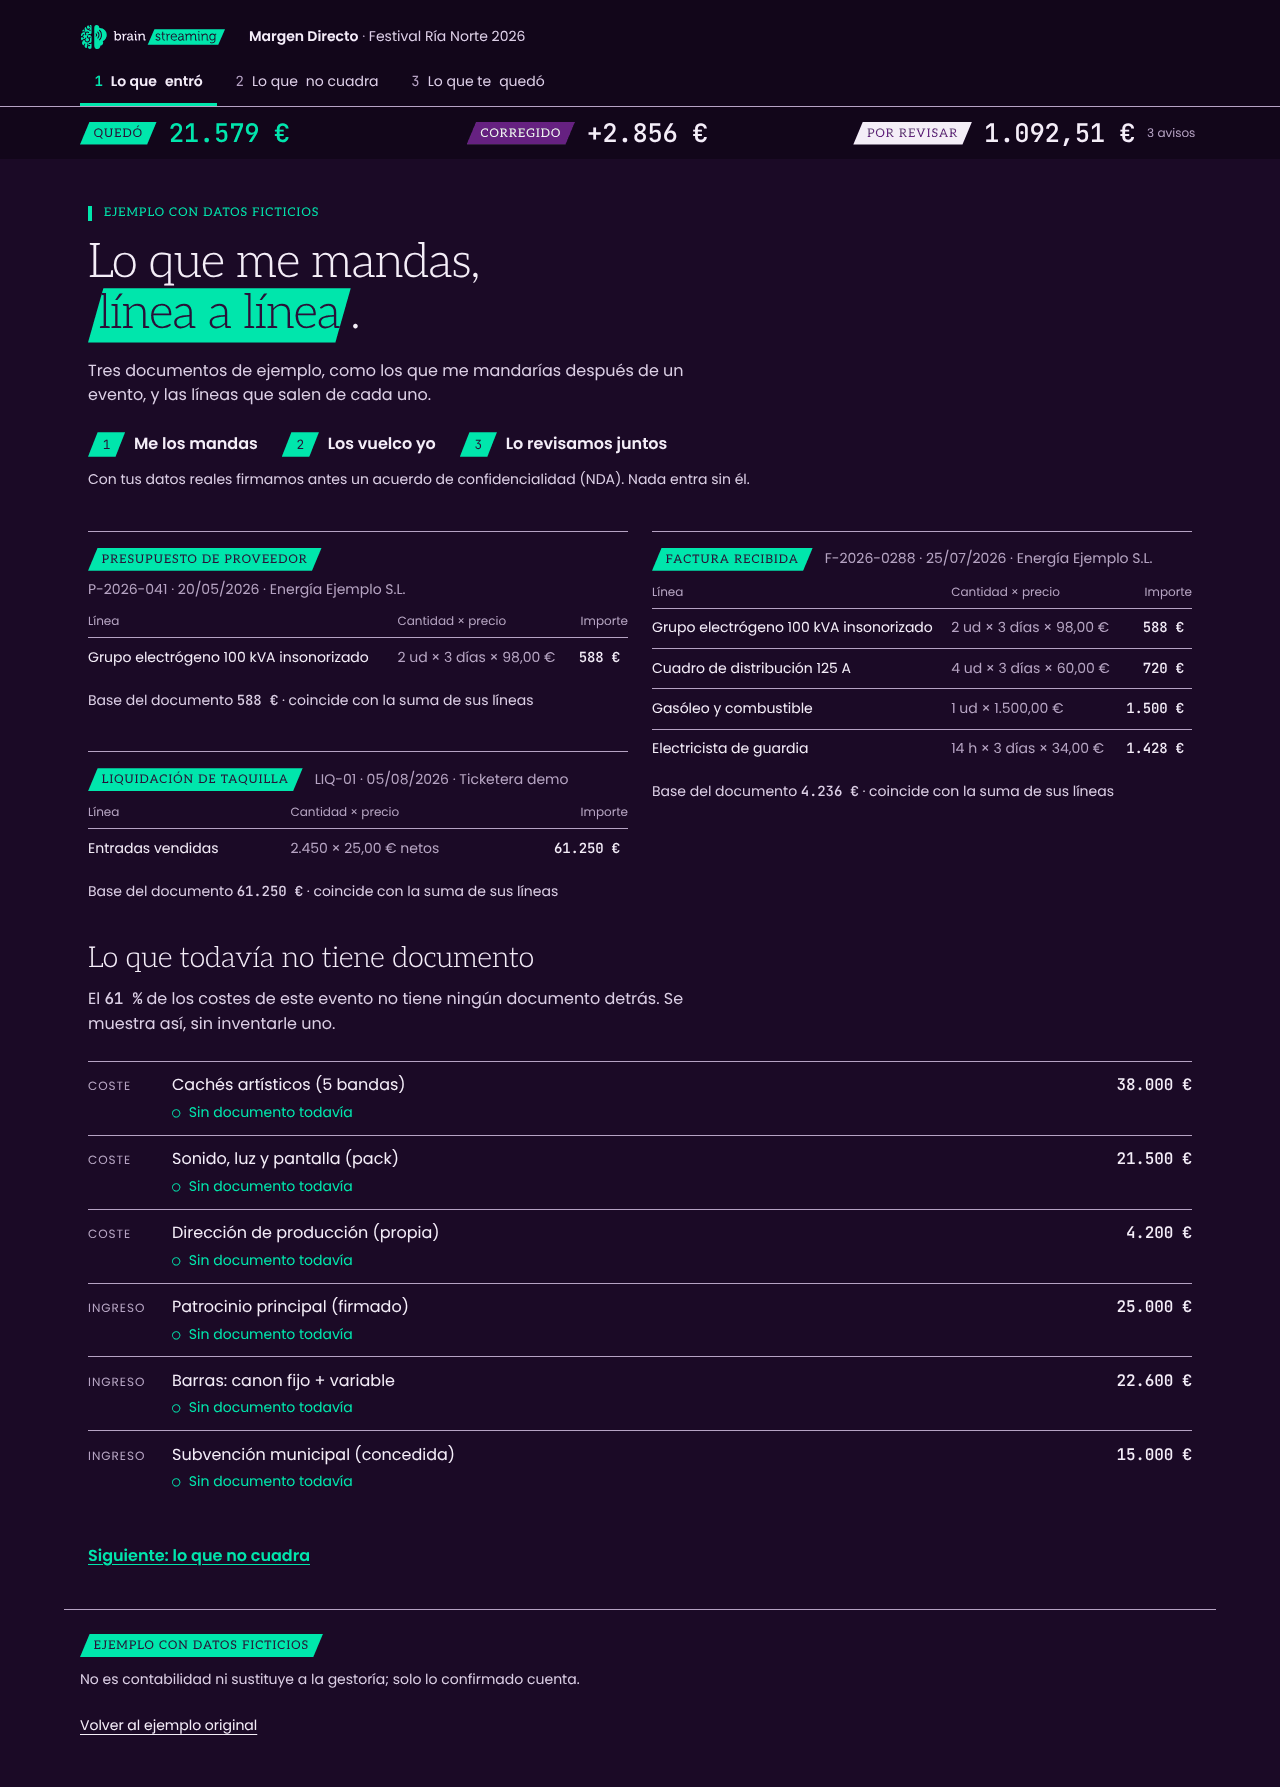 brain streaming Margen Directo · Festival Ría Norte 2026
1 Lo que entró 2 Lo que no cuadra 3 Lo que te quedó
QUEDÓ 21.579 € CORREGIDO +2.856 € POR REVISAR 1.092,51 € 3 avisos
EJEMPLO CON DATOS FICTICIOS
Lo que me mandas,
línea a línea.
Tres documentos de ejemplo, como los que me mandarías después de un
evento, y las líneas que salen de cada uno.
1 Me los mandas 2 Los vuelco yo 3 Lo revisamos juntos
Con tus datos reales firmamos antes un acuerdo de confidencialidad (NDA). Nada entra sin él.
PRESUPUESTO DE PROVEEDOR
P-2026-041 · 20/05/2026 · Energía Ejemplo S.L.
Línea Cantidad × precio Importe
Grupo electrógeno 100 kVA insonorizado 2 ud × 3 días × 98,00 € 588 €
Base del documento 588 € · coincide con la suma de sus líneas
LIQUIDACIÓN DE TAQUILLA LIQ-01 · 05/08/2026 · Ticketera demo
Línea Cantidad × precio Importe
Entradas vendidas 2.450 × 25,00 € netos 61.250 €
Base del documento 61.250 € · coincide con la suma de sus líneas
FACTURA RECIBIDA F-2026-0288 · 25/07/2026 · Energía Ejemplo S.L.
Línea Cantidad × precio Importe
Grupo electrógeno 100 kVA insonorizado 2 ud × 3 días × 98,00 € 588 €
Cuadro de distribución 125 A 4 ud × 3 días × 60,00 € 720 €
Gasóleo y combustible 1 ud × 1.500,00 € 1.500 €
Electricista de guardia 14 h × 3 días × 34,00 € 1.428 €
Base del documento 4.236 € · coincide con la suma de sus líneas
Lo que todavía no tiene documento
El 61 % de los costes de este evento no tiene ningún documento detrás. Se
muestra así, sin inventarle uno.
COSTE Cachés artísticos (5 bandas) 38.000 €
Sin documento todavía
COSTE Sonido, luz y pantalla (pack) 21.500 €
Sin documento todavía
COSTE Dirección de producción (propia) 4.200 €
Sin documento todavía
INGRESO Patrocinio principal (firmado) 25.000 €
Sin documento todavía
INGRESO Barras: canon fijo + variable 22.600 €
Sin documento todavía
INGRESO Subvención municipal (concedida) 15.000 €
Sin documento todavía
Siguiente: lo que no cuadra
EJEMPLO CON DATOS FICTICIOS
No es contabilidad ni sustituye a la gestoría; solo lo confirmado cuenta.
Volver al ejemplo original